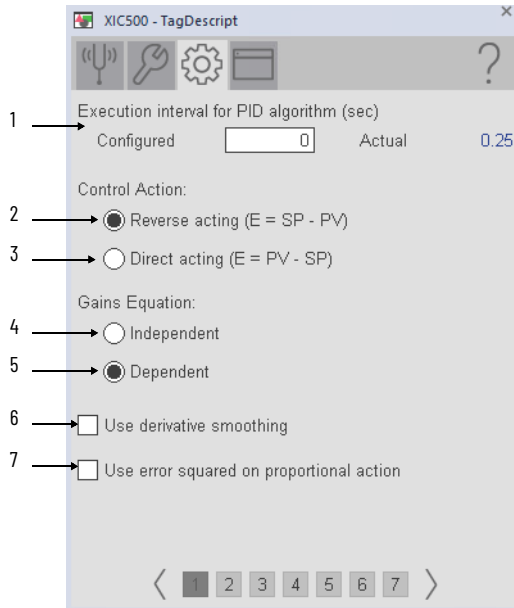 XIC500 - TagDescript
×
?
1
Execution interval for PID algorithm (sec)
Configured 0 Actual 0.25
Control Action:
2
Reverse acting (E = SP - PV)
3
Direct acting (E = PV - SP)
Gains Equation:
4
Independent
5
Dependent
6
Use derivative smoothing
7
Use error squared on proportional action
1 2 3 4 5 6 7